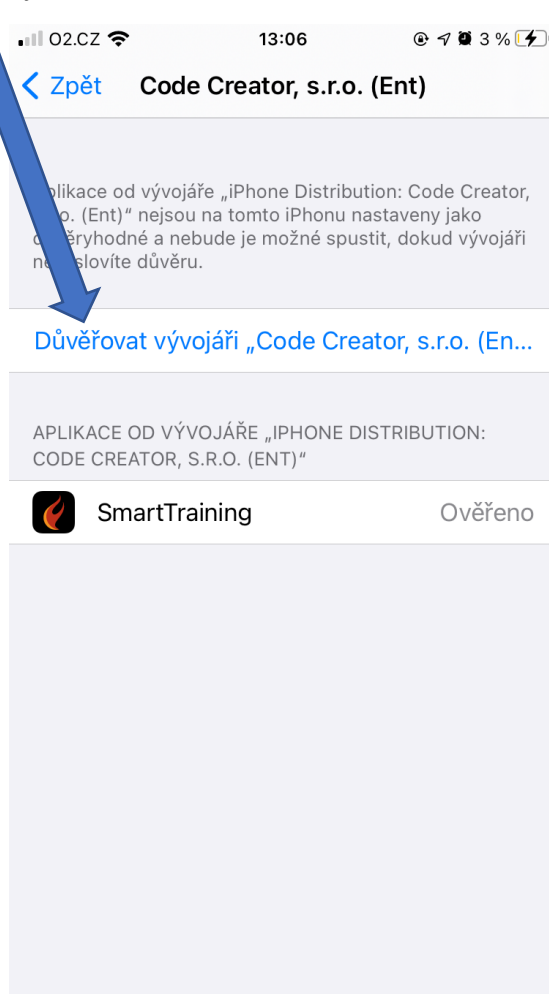 O2.CZ 13:06 3 %
Zpět Code Creator, s.r.o. (Ent)
plikace od vývojáře „iPhone Distribution: Code Creator,
o. (Ent)“ nejsou na tomto iPhonu nastaveny jako
ěryhodné a nebude je možné spustit, dokud vývojáři
slovíte důvěru.
Důvěřovat vývojáři „Code Creator, s.r.o. (En...
APLIKACE OD VÝVOJÁŘE „IPHONE DISTRIBUTION:
CODE CREATOR, S.R.O. (ENT)“
SmartTraining Ověřeno